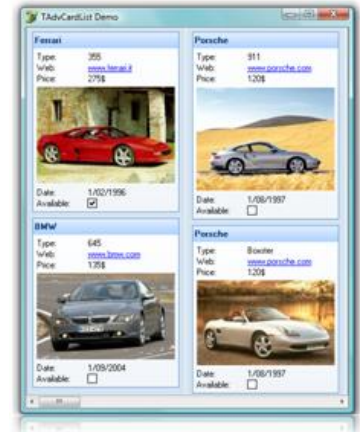 TAdvCardList Demo
Ferrari
Type: 355
Web: www.ferrari.it
Price: 275$
Date: 1/02/1996
Available:
BMW
Type: 645
Web: www.bmw.com
Price: 135$
Date: 1/09/2004
Available:
Porsche
Type: 911
Web: www.porsche.com
Price: 120$
Date: 1/08/1997
Available:
Porsche
Type: Boxster
Web: www.porsche.com
Price: 120$
Date: 1/08/1997
Available: